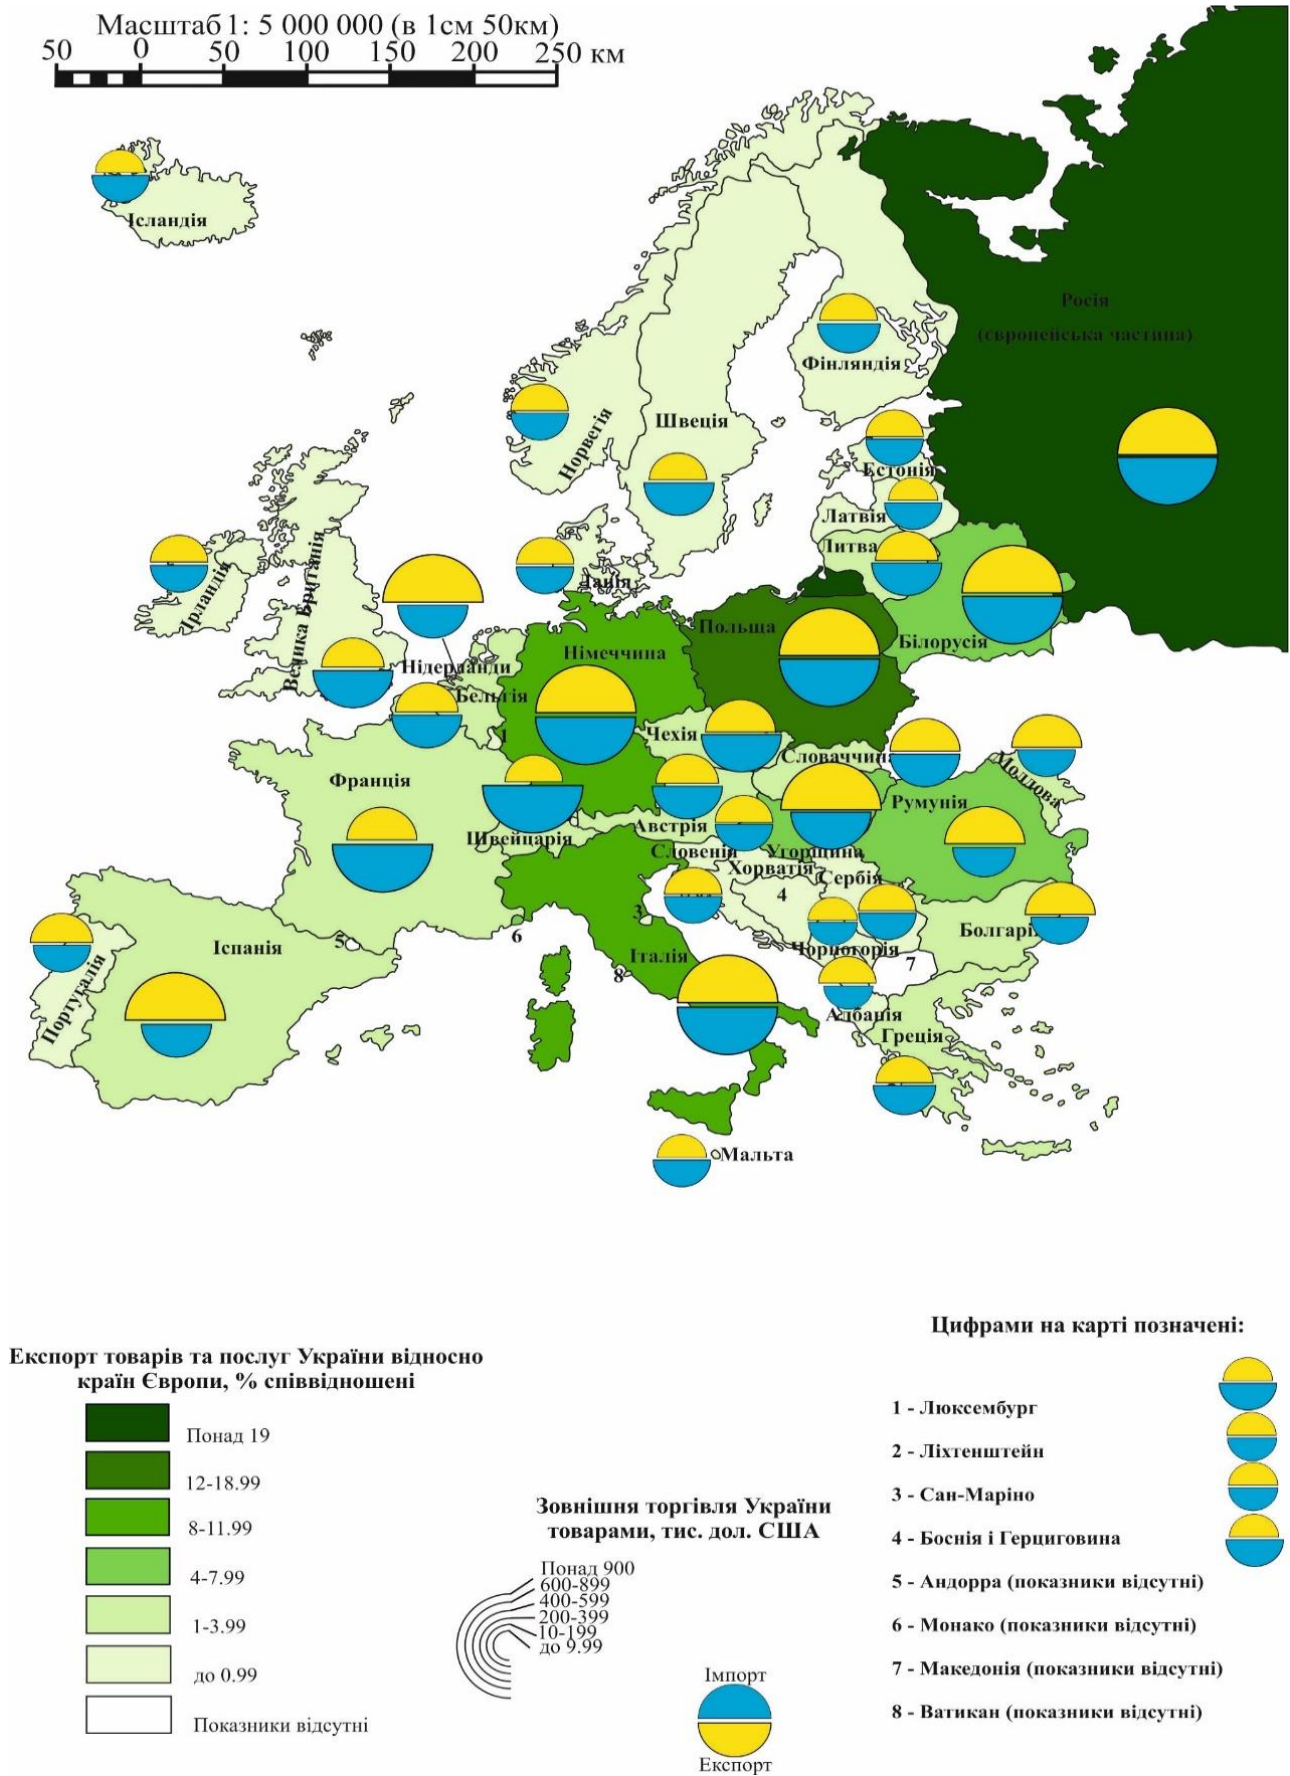 Масштаб 1: 5 000 000 (в 1см 50км)
50 0 50 100 150 200 250 км
Ісландія
Росія
(європейська частина)
Фінляндія
Швеція
Норвегія
Естонія
Латвія
Литва
Данія
Ірландія
Велика Британія
Польща
Білорусія
Німеччина
Нідерланди
Бельгія
1
Чехія
Словаччина
Молдова
Франція
Румунія
Швейцарія
Австрія
Словенія
Угорщина
Хорватія
Сербія
4
3
Болгарі
Іспанія
5
6
Італія
Чорногорія
7
8
Португалія
Албанія
Греція
Мальта
Цифрами на карті позначені:
Експорт товарів та послуг України відносно
країн Європи, % співвідношені
Понад 19
12-18.99
8-11.99
4-7.99
1-3.99
до 0.99
Показники відсутні
Зовнішня торгівля України
товарами, тис. дол. США
Понад 900
600-899
400-599
200-399
10-199
до 9.99
Імпорт
Експорт
1 - Люксембург
2 - Ліхтенштейн
3 - Сан-Маріно
4 - Боснія і Герциговина
5 - Андорра (показники відсутні)
6 - Монако (показники відсутні)
7 - Македонія (показники відсутні)
8 - Ватикан (показники відсутні)